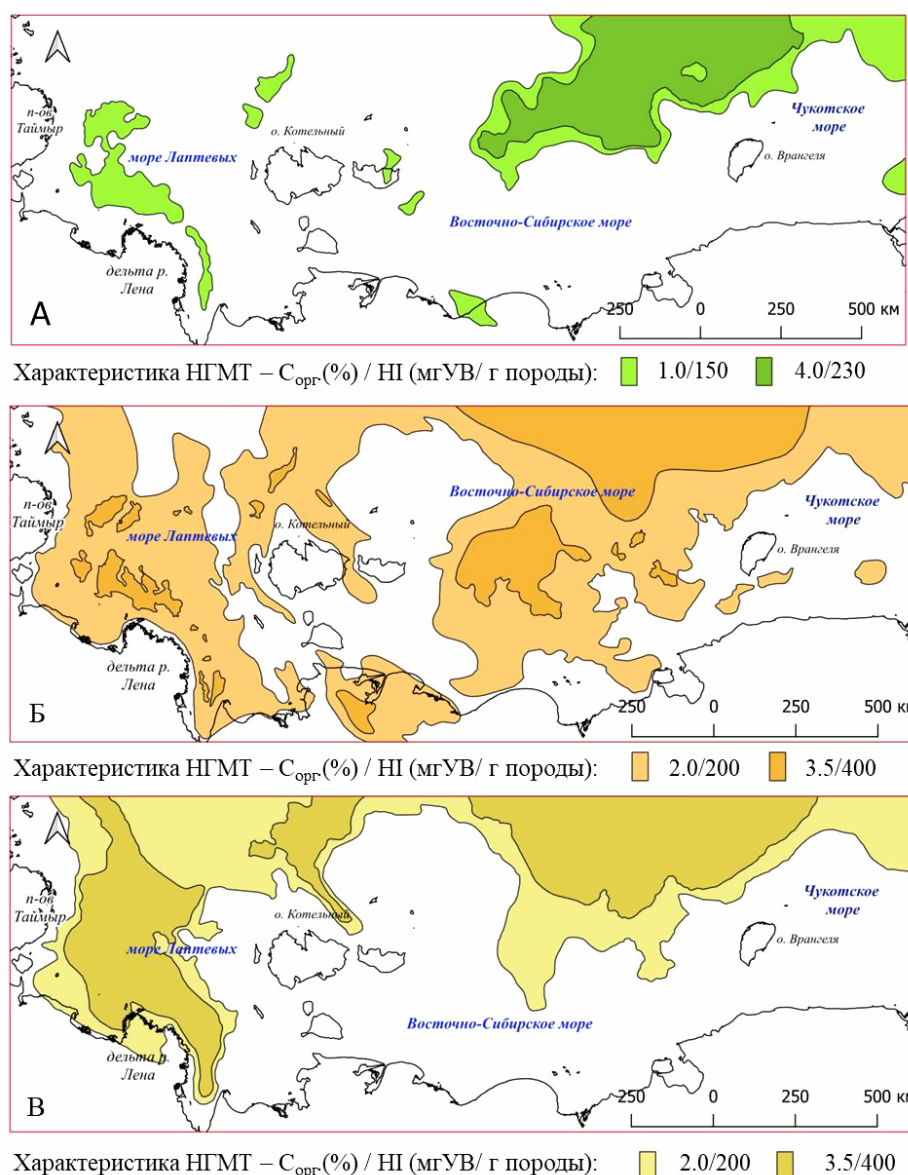 п-ов
Таймыр
море Лаптевых
о. Котельный
Чукотское
море
о. Врангеля
Восточно-Сибирское море
дельта р.
Лена
А
250 0 250 500 км
Характеристика НГМТ – Сорг.(%) / HI (мгУВ/ г породы): 1.0/150 4.0/230
п-ов
Таймыр
Восточно-Сибирское море
Чукотское
море
море Лаптевых
о. Котельный
о. Врангеля
дельта р.
Лена
Б
250 0 250 500 км
Характеристика НГМТ – Сорг.(%) / HI (мгУВ/ г породы): 2.0/200 3.5/400
п-ов
Таймыр
о. Котельный
Чукотское
море
море Лаптевых
о. Врангеля
Восточно-Сибирское море
дельта р.
Лена
В
250 0 250 500 км
Характеристика НГМТ – Сорг.(%) / HI (мгУВ/ г породы): 2.0/200 3.5/400